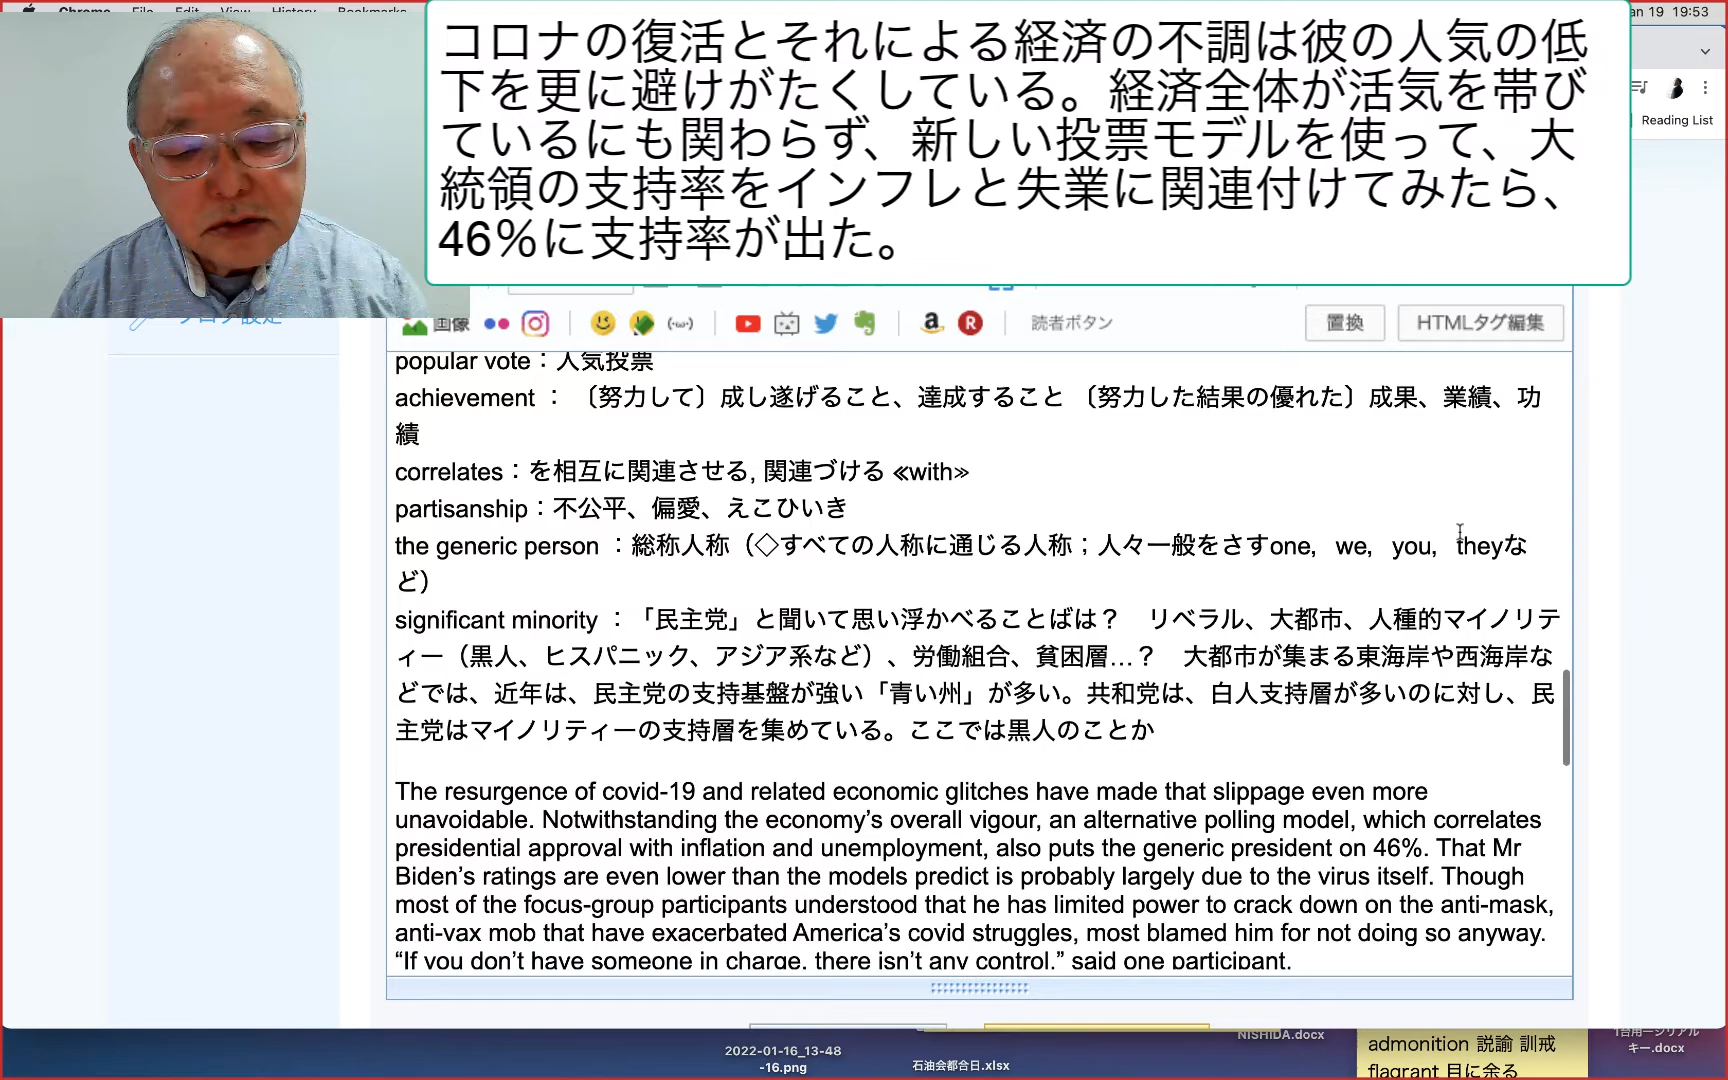 Chrome File Edit View History Bookmarks
an 19 19:53
コロナの復活とそれによる経済の不調は彼の人気の低
下を更に避けがたくしている。経済全体が活気を帯び
ているにも関わらず、新しい投票モデルを使って、大
統領の支持率をインフレと失業に関連付けてみたら、
46%に支持率が出た。
Reading List
ブログ設定
画像
a
R
読者ボタン
置換
HTMLタグ編集
popular vote：人気投票
achievement ： 〔努力して〕成し遂げること、達成すること 〔努力した結果の優れた〕成果、業績、功
績
correlates：を相互に関連させる, 関連づける ≪with≫
partisanship：不公平、偏愛、えこひいき
the generic person ：総称人称（◇すべての人称に通じる人称；人々一般をさすone, we, you, theyな
ど）
significant minority ：「民主党」と聞いて思い浮かべることばは？ リベラル、大都市、人種的マイノリテ
ィー（黒人、ヒスパニック、アジア系など）、労働組合、貧困層…？ 大都市が集まる東海岸や西海岸な
どでは、近年は、民主党の支持基盤が強い「青い州」が多い。共和党は、白人支持層が多いのに対し、民
主党はマイノリティーの支持層を集めている。ここでは黒人のことか
The resurgence of covid-19 and related economic glitches have made that slippage even more
unavoidable. Notwithstanding the economy’s overall vigour, an alternative polling model, which correlates
presidential approval with inflation and unemployment, also puts the generic president on 46%. That Mr
Biden’s ratings are even lower than the models predict is probably largely due to the virus itself. Though
most of the focus-group participants understood that he has limited power to crack down on the anti-mask,
anti-vax mob that have exacerbated America’s covid struggles, most blamed him for not doing so anyway.
“If you don’t have someone in charge, there isn’t any control,” said one participant.
NISHIDA.docx
2022-01-16_13-48
-16.png
石油会都合日.xlsx
admonition 説諭 訓戒
flagrant 目に余る
1台用ーシリアル
キー.docx